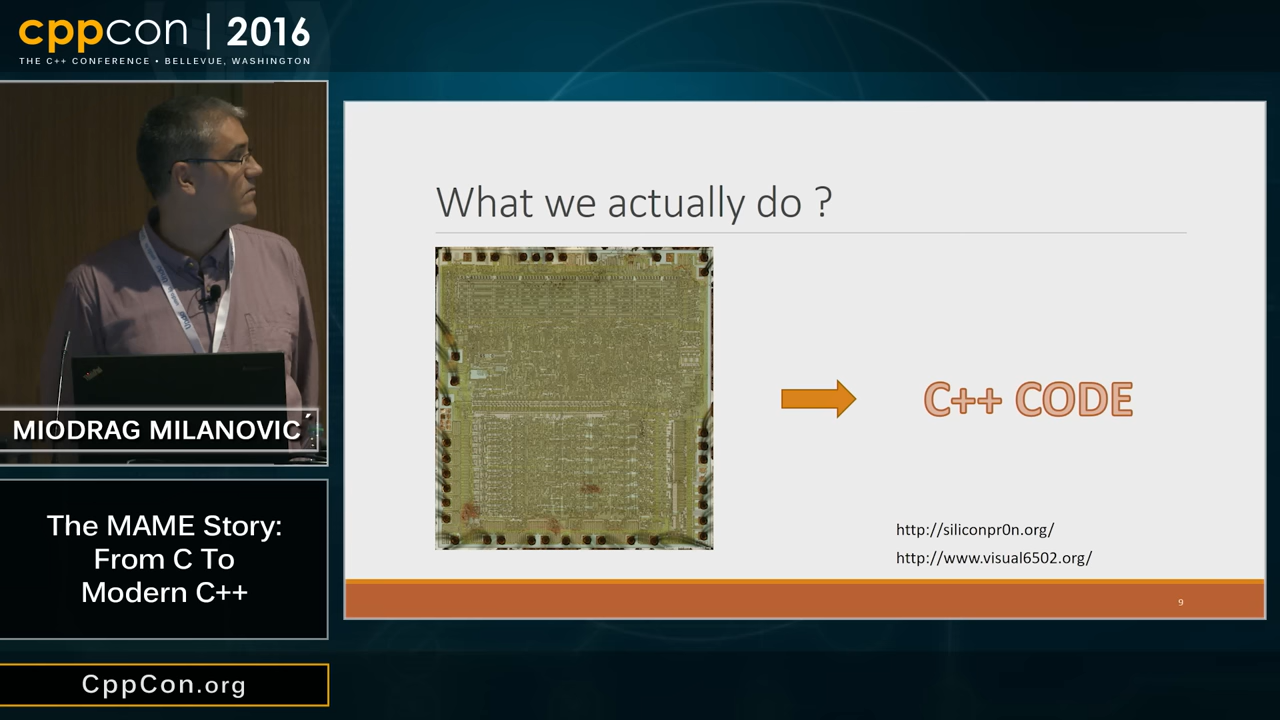 cppcon | 2016
THE C++ CONFERENCE • BELLEVUE, WASHINGTON
MIODRAG MILANOVIC´
The MAME Story:
From C To
Modern C++
CppCon.org
What we actually do ?
C++ CODE
http://siliconpr0n.org/
http://www.visual6502.org/
9